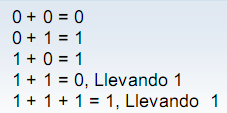 0 + 0 = 0
0 + 1 = 1
1 + 0 = 1
1 + 1 = 0, Llevando 1
1 + 1 + 1 = 1, Llevando 1